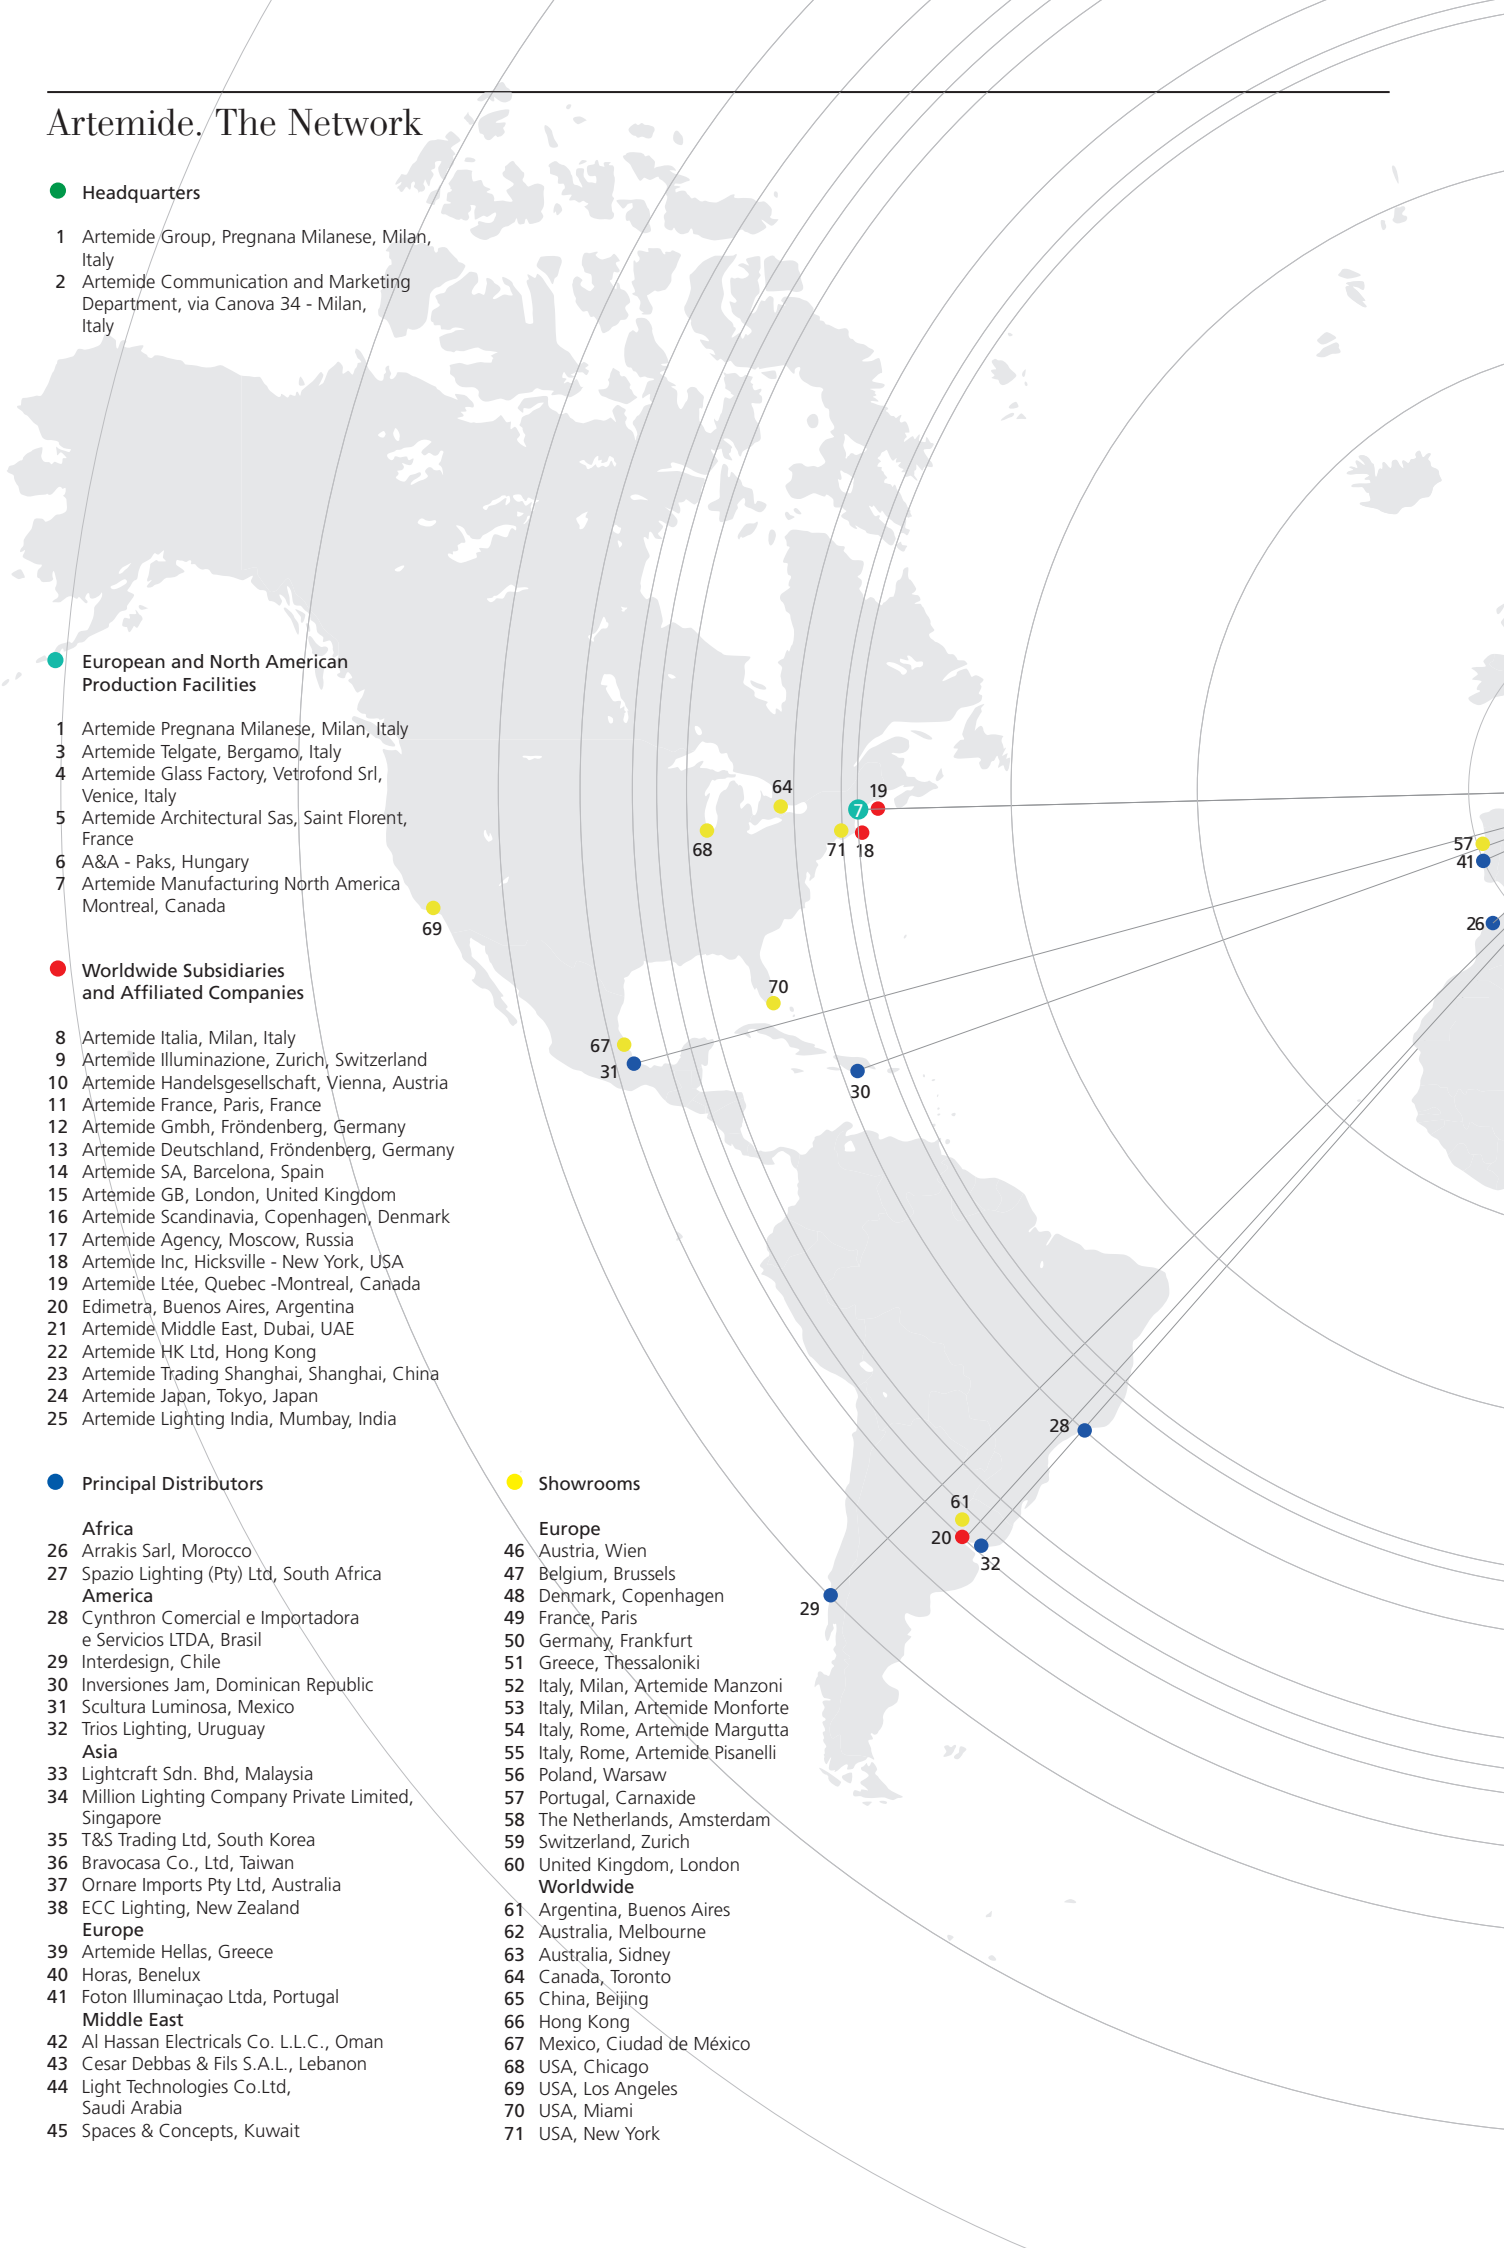 Artemide. The Network
Headquarters
1 Artemide Group, Pregnana Milanese, Milan,
Italy
2 Artemide Communication and Marketing
Department, via Canova 34 - Milan,
Italy
European and North American
Production Facilities
1 Artemide Pregnana Milanese, Milan, Italy
3 Artemide Telgate, Bergamo, Italy
4 Artemide Glass Factory, Vetrofond Srl,
Venice, Italy
5 Artemide Architectural Sas, Saint Florent,
France
6 A&A - Paks, Hungary
7 Artemide Manufacturing North America
Montreal, Canada
Worldwide Subsidiaries
and Affiliated Companies
8 Artemide Italia, Milan, Italy
9 Artemide Illuminazione, Zurich, Switzerland
10 Artemide Handelsgesellschaft, Vienna, Austria
11 Artemide France, Paris, France
12 Artemide Gmbh, Fröndenberg, Germany
13 Artemide Deutschland, Fröndenberg, Germany
14 Artemide SA, Barcelona, Spain
15 Artemide GB, London, United Kingdom
16 Artemide Scandinavia, Copenhagen, Denmark
17 Artemide Agency, Moscow, Russia
18 Artemide Inc, Hicksville - New York, USA
19 Artemide Ltée, Quebec -Montreal, Canada
20 Edimetra, Buenos Aires, Argentina
21 Artemide Middle East, Dubai, UAE
22 Artemide HK Ltd, Hong Kong
23 Artemide Trading Shanghai, Shanghai, China
24 Artemide Japan, Tokyo, Japan
25 Artemide Lighting India, Mumbay, India
Principal Distributors
Africa
26 Arrakis Sarl, Morocco
27 Spazio Lighting (Pty) Ltd, South Africa
America
28 Cynthron Comercial e Importadora
e Servicios LTDA, Brasil
29 Interdesign, Chile
30 Inversiones Jam, Dominican Republic
31 Scultura Luminosa, Mexico
32 Trios Lighting, Uruguay
Asia
33 Lightcraft Sdn. Bhd, Malaysia
34 Million Lighting Company Private Limited,
Singapore
35 T&S Trading Ltd, South Korea
36 Bravocasa Co., Ltd, Taiwan
37 Ornare Imports Pty Ltd, Australia
38 ECC Lighting, New Zealand
Europe
39 Artemide Hellas, Greece
40 Horas, Benelux
41 Foton Illuminaçao Ltda, Portugal
Middle East
42 Al Hassan Electricals Co. L.L.C., Oman
43 Cesar Debbas & Fils S.A.L., Lebanon
44 Light Technologies Co.Ltd,
Saudi Arabia
45 Spaces & Concepts, Kuwait
Showrooms
Europe
46 Austria, Wien
47 Belgium, Brussels
48 Denmark, Copenhagen
49 France, Paris
50 Germany, Frankfurt
51 Greece, Thessaloniki
52 Italy, Milan, Artemide Manzoni
53 Italy, Milan, Artemide Monforte
54 Italy, Rome, Artemide Margutta
55 Italy, Rome, Artemide Pisanelli
56 Poland, Warsaw
57 Portugal, Carnaxide
58 The Netherlands, Amsterdam
59 Switzerland, Zurich
60 United Kingdom, London
Worldwide
61 Argentina, Buenos Aires
62 Australia, Melbourne
63 Australia, Sidney
64 Canada, Toronto
65 China, Beijing
66 Hong Kong
67 Mexico, Ciudad de México
68 USA, Chicago
69 USA, Los Angeles
70 USA, Miami
71 USA, New York
64
19
7
68
71
18
57
41
69
26
70
67
31
30
28
61
20
32
29